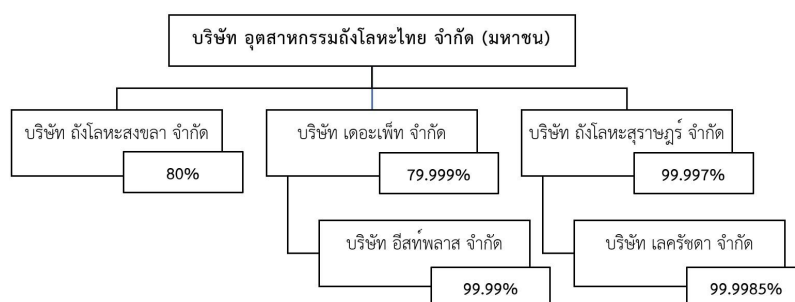 บริษัท อุตสาหกรรมถังโลหะไทย จำกัด (มหาชน)
บริษัท ถังโลหะสงขลา จำกัด
80%
บริษัท เดอะเพ็ท จำกัด
79.999%
บริษัท ถังโลหะสุราษฎร์ จำกัด
99.997%
บริษัท อีสท์พลาส จำกัด
99.99%
บริษัท เลครัชดา จำกัด
99.9985%